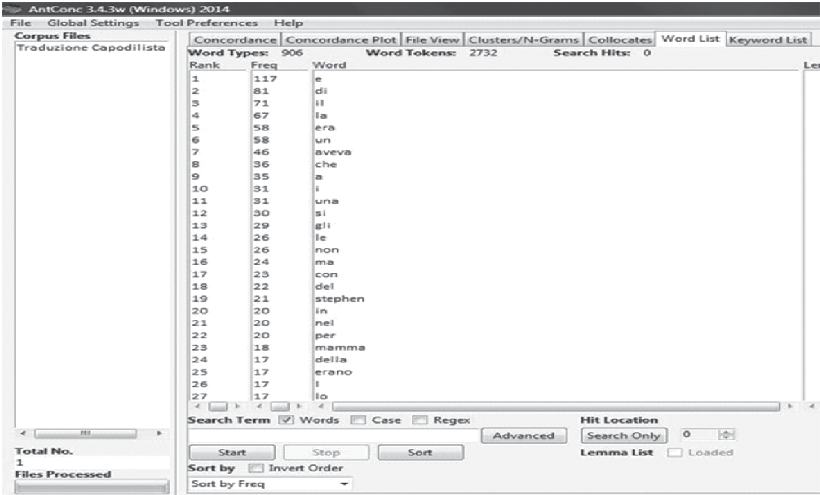 AntConc 3.4.3w (Windows) 2014
File Global Settings Tool Preferences Help
Corpus Files
Traduzione Capodilista
Concordance Concordance Plot File View Clusters/N-Grams Collocates Word List Keyword List
Word Types: 906 Word Tokens: 2732 Search Hits: 0
Rank Freq Word Le
1 117 e
2 81 di
3 71 il
4 67 la
5 58 era
6 58 un
7 46 aveva
8 36 che
9 35 a
10 31 i
11 31 una
12 30 si
13 29 gli
14 26 le
15 26 non
16 24 ma
17 23 con
18 22 del
19 21 stephen
20 20 in
21 20 nel
22 20 per
23 18 mamma
24 17 della
25 17 erano
26 17 l
27 17 lo
Search Term Words Case Regex Hit Location
Advanced Search Only 0
Total No.
1
Files Processed
Start Stop Sort Lemma List Loaded
Sort by Invert Order
Sort by Freq